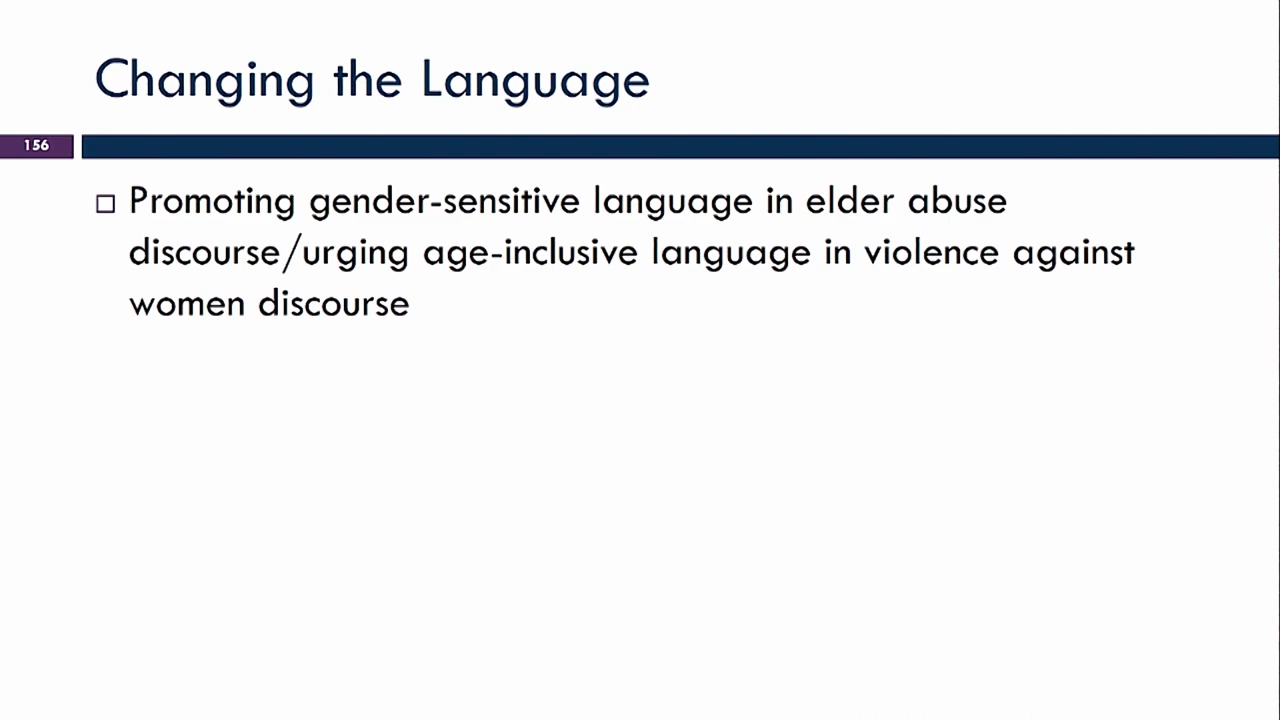 Changing the Language
156
Promoting gender-sensitive language in elder abuse
discourse/urging age-inclusive language in violence against
women discourse